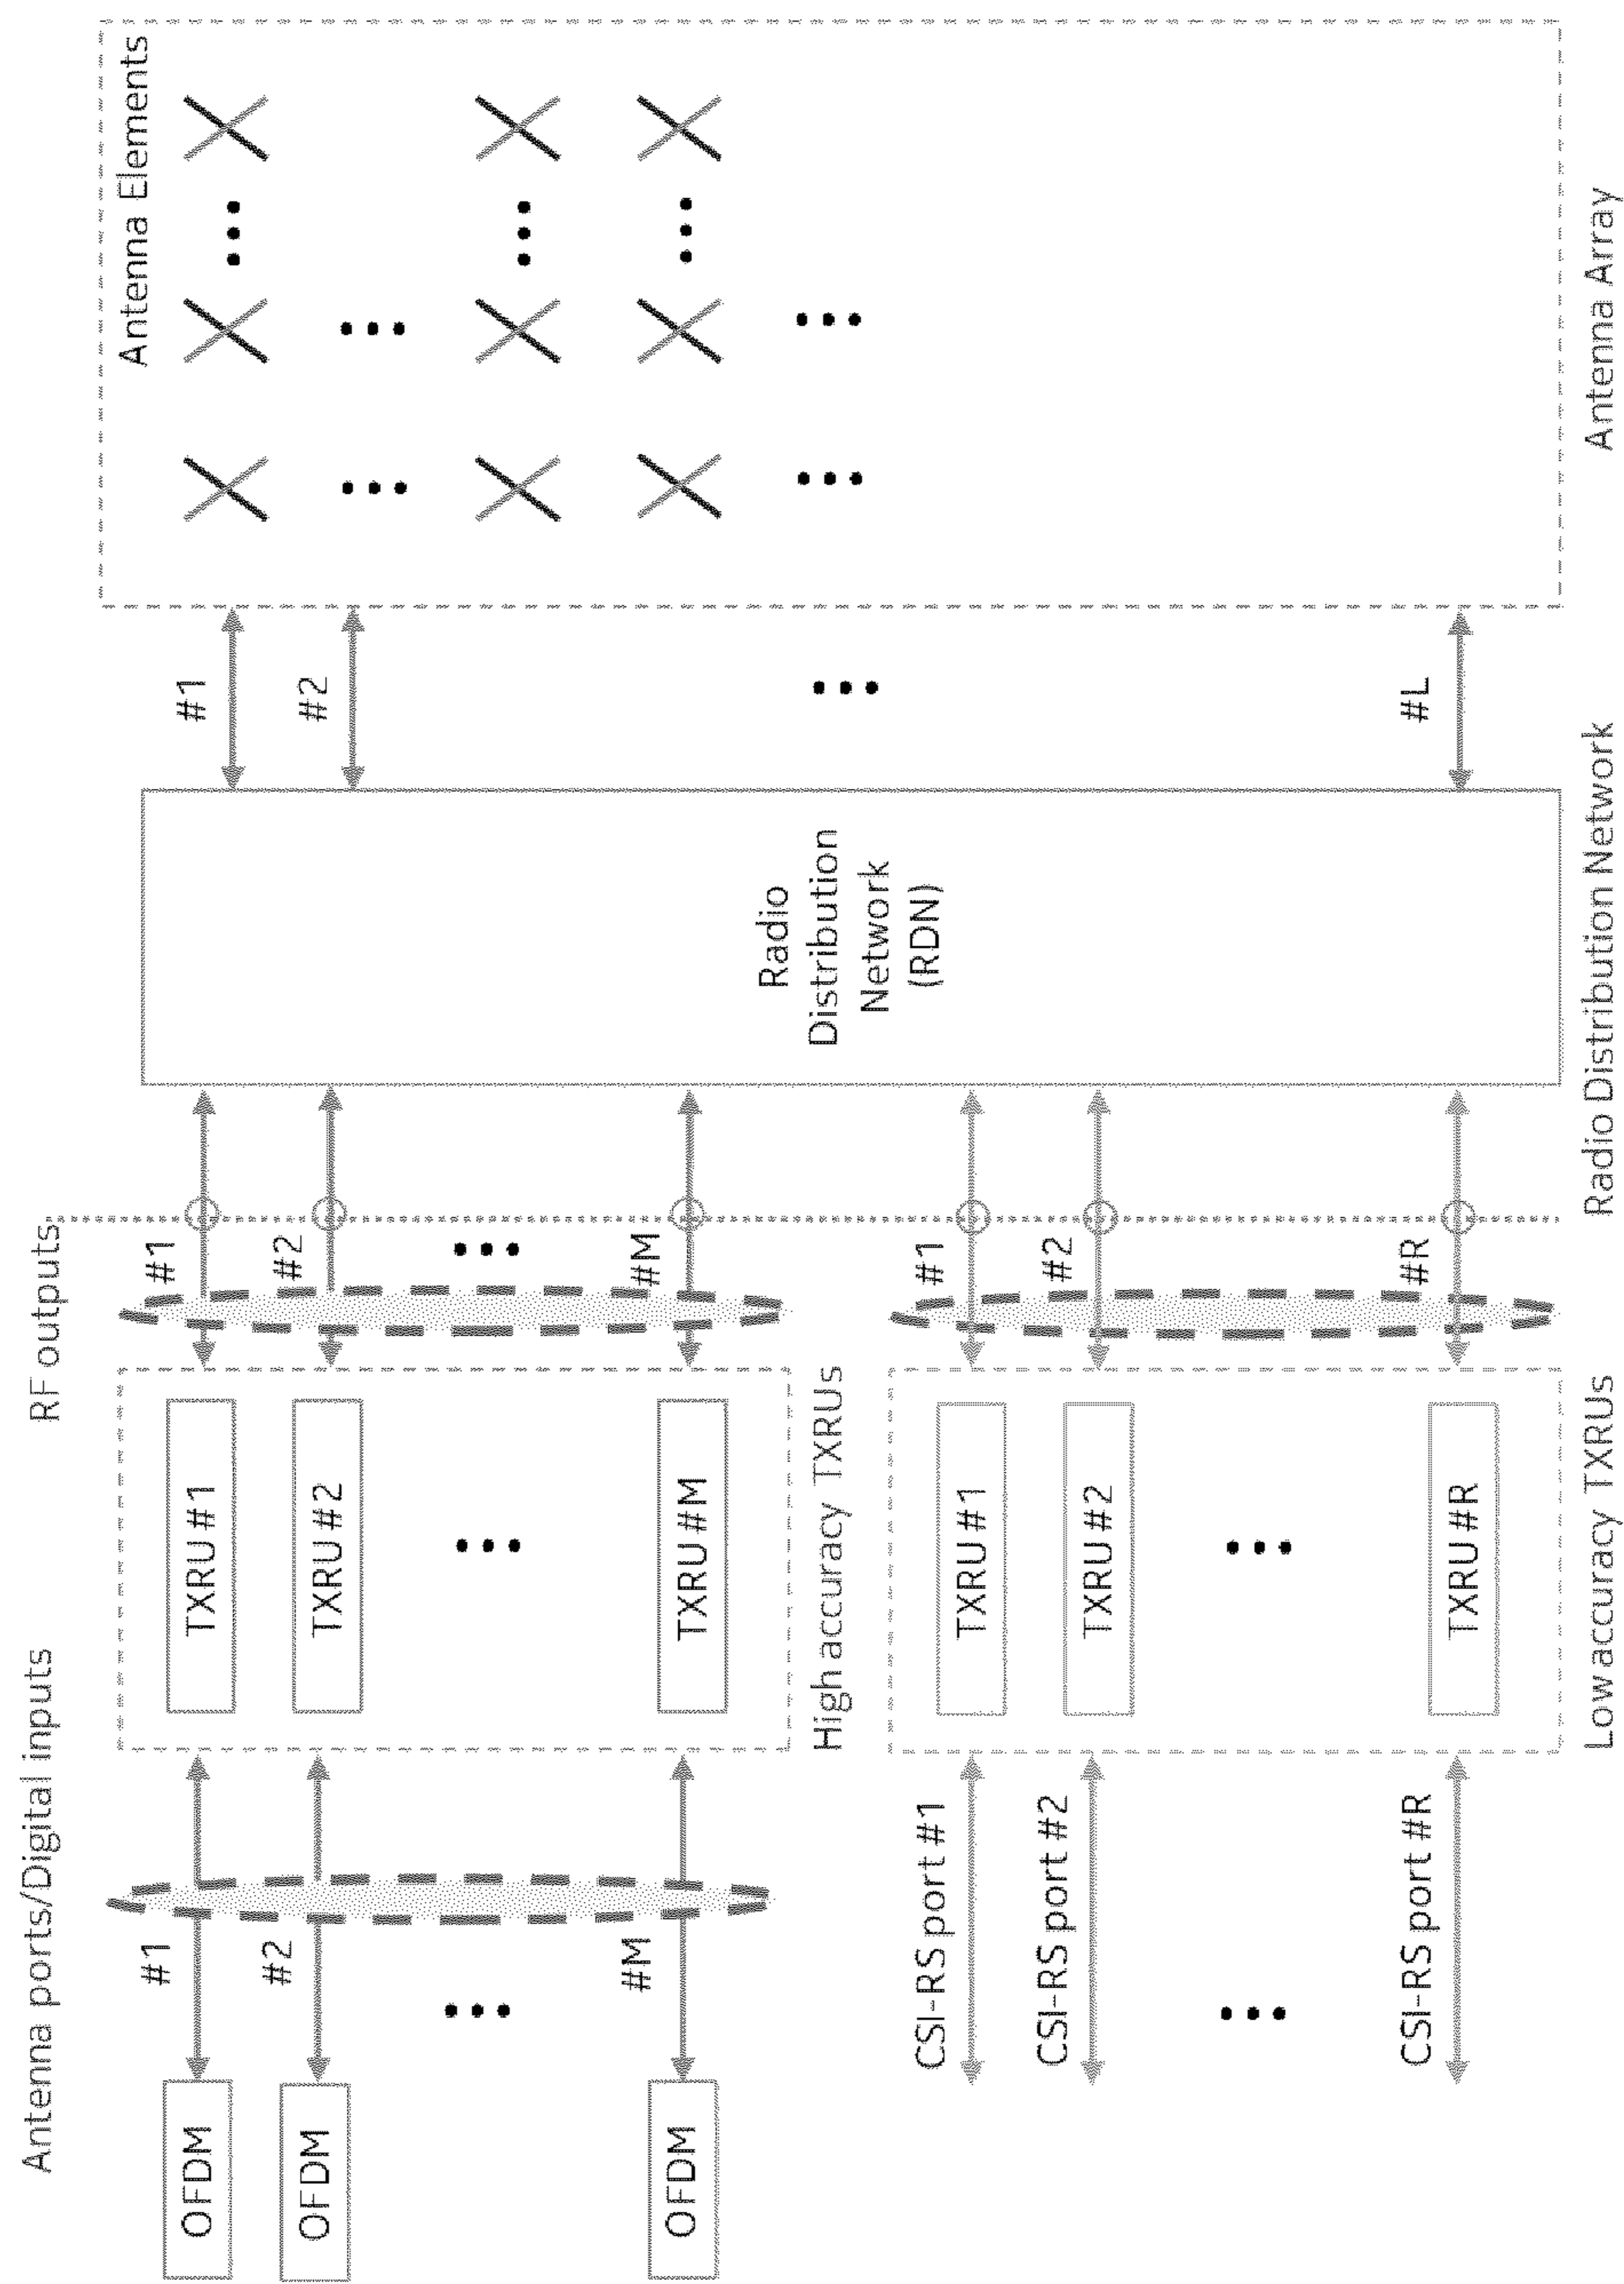 Antenna ports/Digital inputs
RF outputs
Antenna Elements
OFDM
#1
TXRU #1
#1
#1
OFDM
#2
TXRU #2
#2
#2
OFDM
#M
TXRU #M
#M
High accuracy TXRUs
Radio
Distribution
Network
(RDN)
CSI-RS port #1
TXRU #1
#1
CSI-RS port #2
TXRU #2
#2
CSI-RS port #R
TXRU #R
#R
#L
Low accuracy TXRUs
Radio Distribution Network
Antenna Array